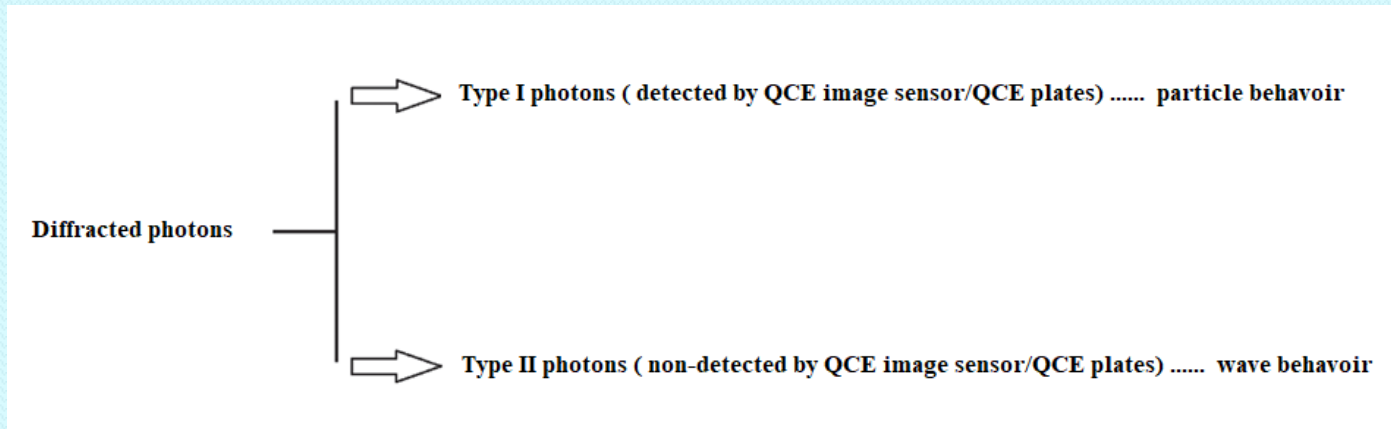 Type I photons ( detected by QCE image sensor/QCE plates) ...... particle behavoir
Diffracted photons
Type II photons ( non-detected by QCE image sensor/QCE plates) ...... wave behavoir